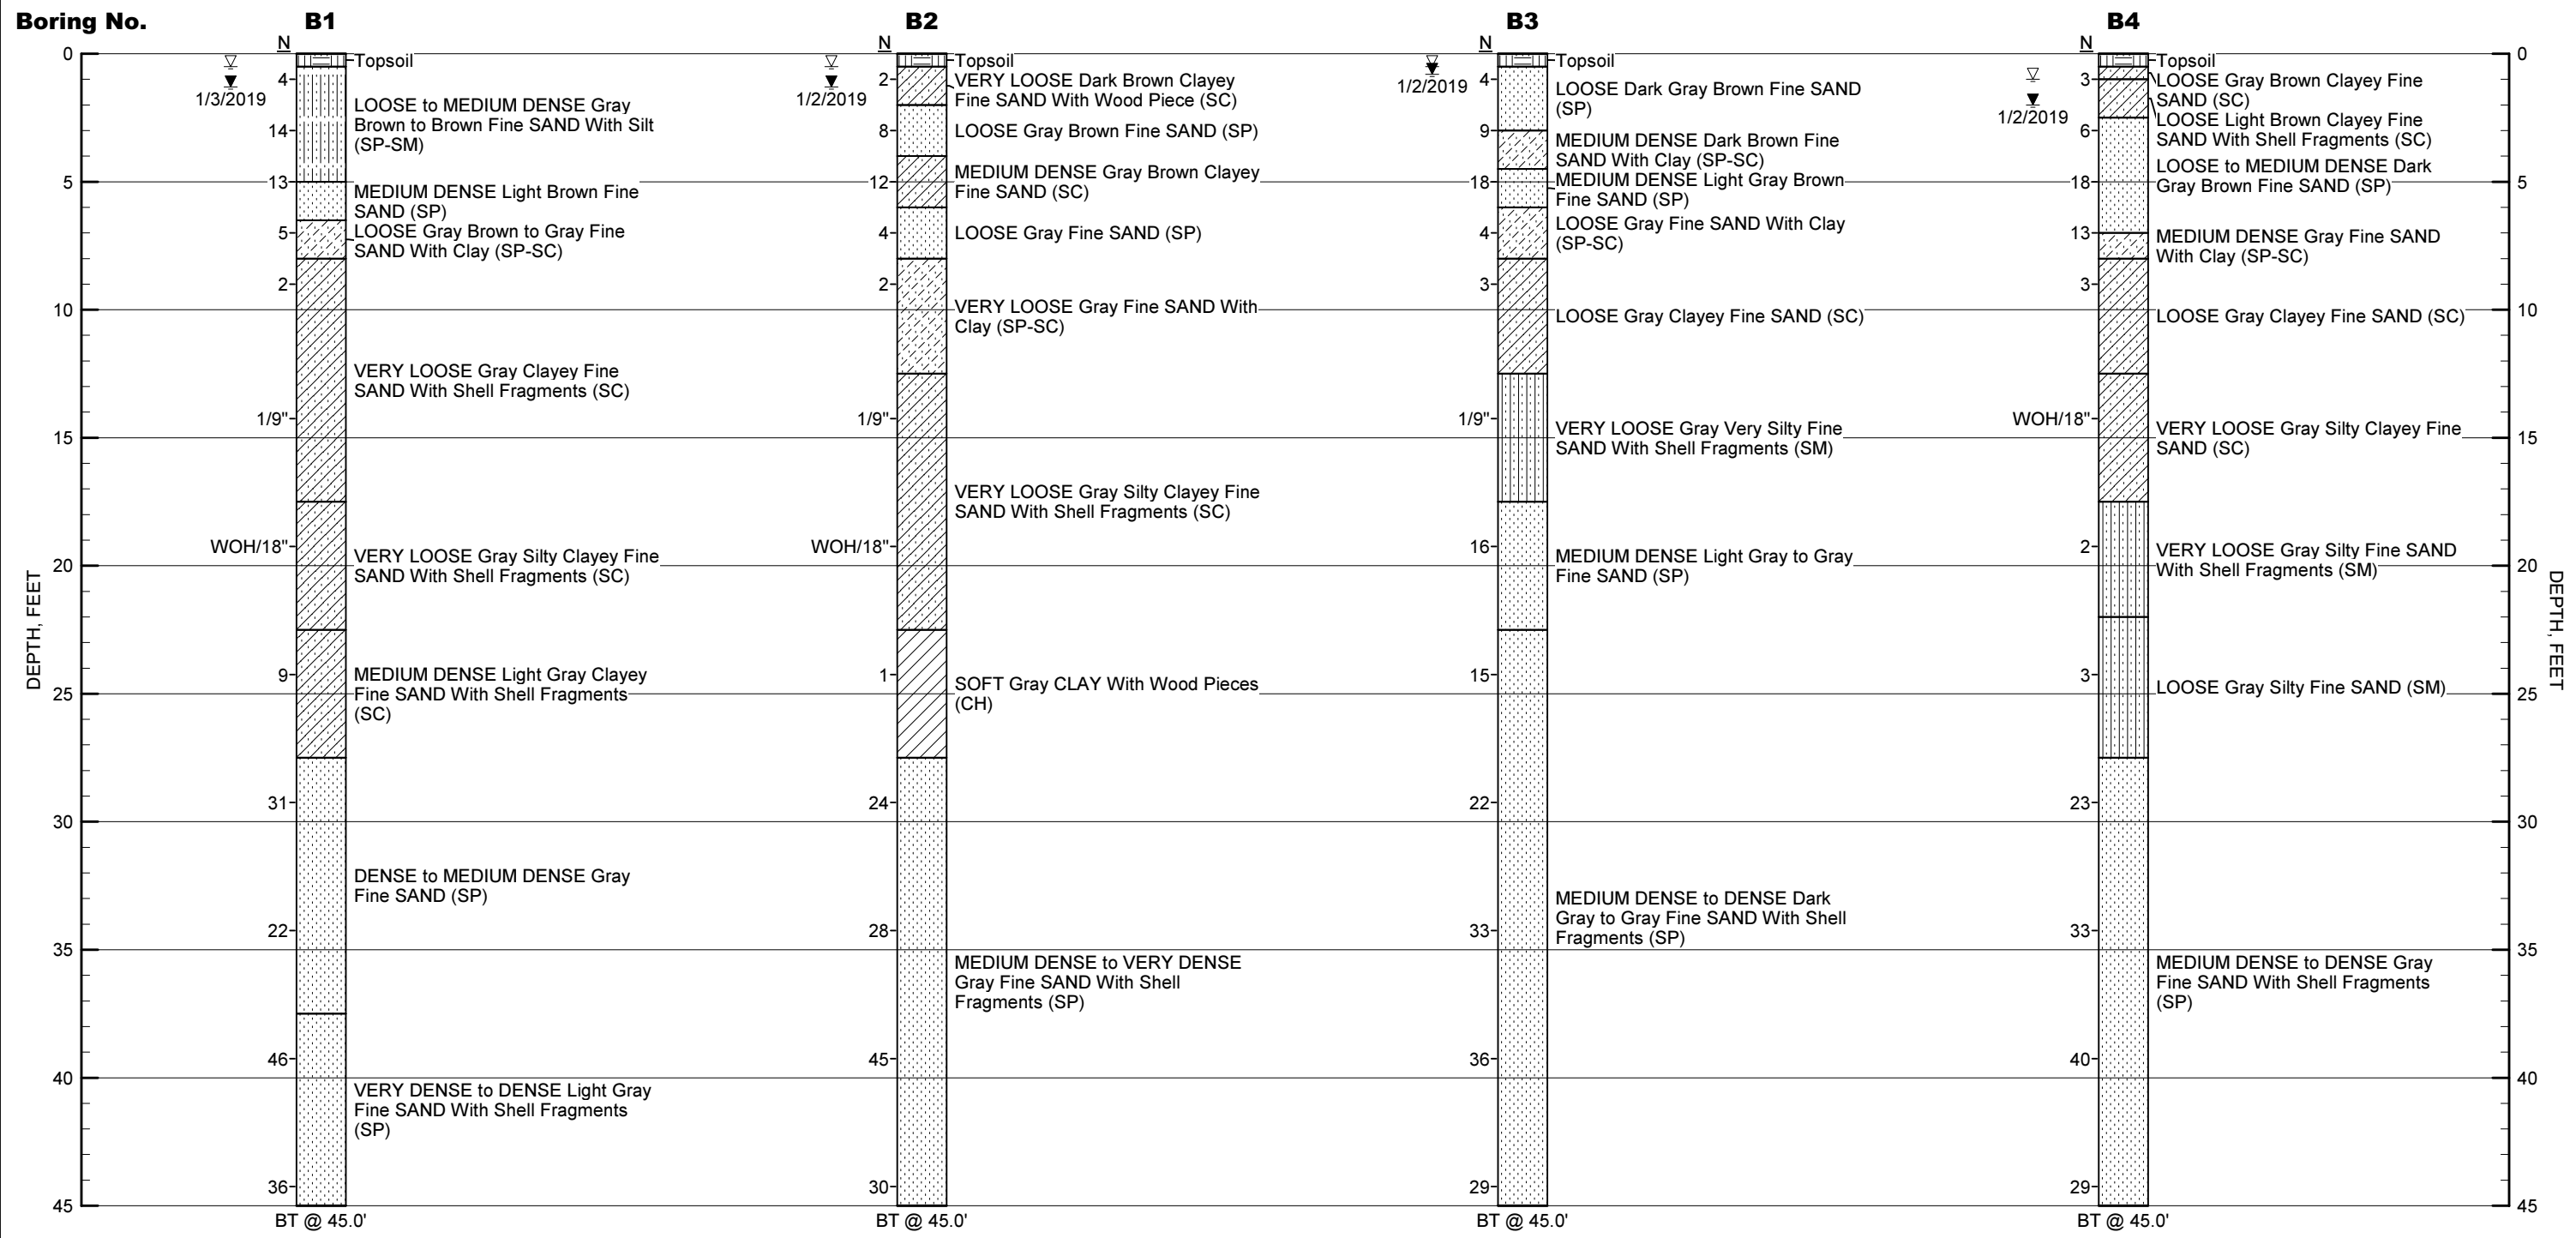 Boring No.
B1
B2
B3
B4
N
N
N
N
0
5
10
15
20
25
30
35
40
45
DEPTH, FEET
1/3/2019
4
14
13
5
2
1/9"
WOH/18"
9
31
22
46
36
Topsoil
LOOSE to MEDIUM DENSE Gray
Brown to Brown Fine SAND With Silt
(SP-SM)
MEDIUM DENSE Light Brown Fine
SAND (SP)
LOOSE Gray Brown to Gray Fine
SAND With Clay (SP-SC)
VERY LOOSE Gray Clayey Fine
SAND With Shell Fragments (SC)
VERY LOOSE Gray Silty Clayey Fine
SAND With Shell Fragments (SC)
MEDIUM DENSE Light Gray Clayey
Fine SAND With Shell Fragments
(SC)
DENSE to MEDIUM DENSE Gray
Fine SAND (SP)
VERY DENSE to DENSE Light Gray
Fine SAND With Shell Fragments
(SP)
BT @ 45.0'
1/2/2019
2
8
12
4
2
1/9"
WOH/18"
1
24
28
45
30
Topsoil
VERY LOOSE Dark Brown Clayey
Fine SAND With Wood Piece (SC)
LOOSE Gray Brown Fine SAND (SP)
MEDIUM DENSE Gray Brown Clayey
Fine SAND (SC)
LOOSE Gray Fine SAND (SP)
VERY LOOSE Gray Fine SAND With
Clay (SP-SC)
VERY LOOSE Gray Silty Clayey Fine
SAND With Shell Fragments (SC)
SOFT Gray CLAY With Wood Pieces
(CH)
MEDIUM DENSE to VERY DENSE
Gray Fine SAND With Shell
Fragments (SP)
BT @ 45.0'
1/2/2019
4
9
18
4
3
1/9"
16
15
22
33
36
29
Topsoil
LOOSE Dark Gray Brown Fine SAND
(SP)
MEDIUM DENSE Dark Brown Fine
SAND With Clay (SP-SC)
MEDIUM DENSE Light Gray Brown
Fine SAND (SP)
LOOSE Gray Fine SAND With Clay
(SP-SC)
LOOSE Gray Clayey Fine SAND (SC)
VERY LOOSE Gray Very Silty Fine
SAND With Shell Fragments (SM)
MEDIUM DENSE Light Gray to Gray
Fine SAND (SP)
MEDIUM DENSE to DENSE Dark
Gray to Gray Fine SAND With Shell
Fragments (SP)
BT @ 45.0'
1/2/2019
3
6
18
13
3
WOH/18"
2
3
23
33
40
29
Topsoil
LOOSE Gray Brown Clayey Fine
SAND (SC)
LOOSE Light Brown Clayey Fine
SAND With Shell Fragments (SC)
LOOSE to MEDIUM DENSE Dark
Gray Brown Fine SAND (SP)
MEDIUM DENSE Gray Fine SAND
With Clay (SP-SC)
LOOSE Gray Clayey Fine SAND (SC)
VERY LOOSE Gray Silty Clayey Fine
SAND (SC)
VERY LOOSE Gray Silty Fine SAND
With Shell Fragments (SM)
LOOSE Gray Silty Fine SAND (SM)
MEDIUM DENSE to DENSE Gray
Fine SAND With Shell Fragments
(SP)
BT @ 45.0'
0
5
10
15
20
25
30
35
40
45
DEPTH, FEET